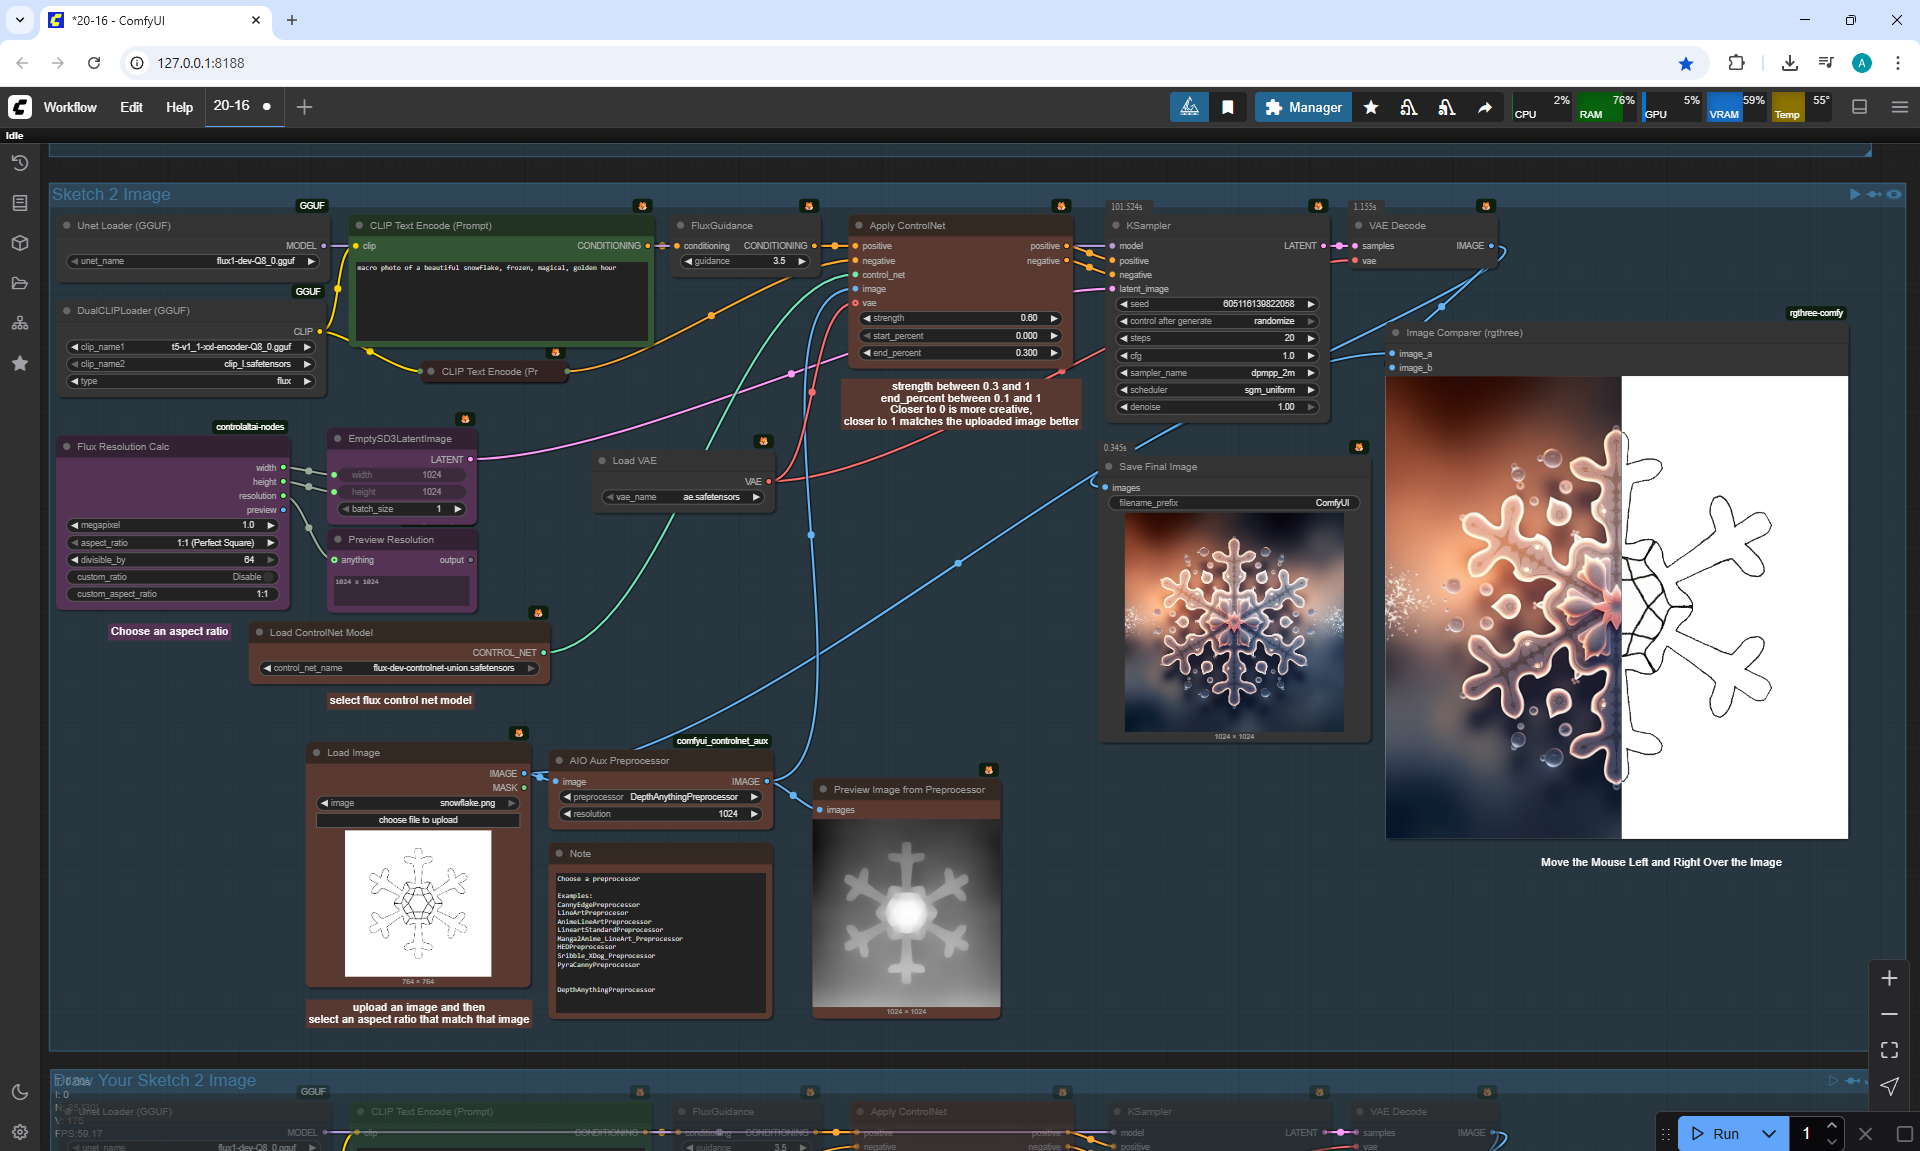 *20-16 - ComfyUI
127.0.0.1:8188
A
Workflow
Edit
Help
20-16
Manager
CPU
2%
RAM
76%
GPU
5%
VRAM
59%
Temp
55°
Idle
Sketch 2 Image
GGUF
Unet Loader (GGUF)
MODEL
unet_name
flux1-dev-Q8_0.gguf
GGUF
DualCLIPLoader (GGUF)
CLIP
clip_name1
t5-v1_1-xxl-encoder-Q8_0.gguf
clip_name2
clip_l.safetensors
type
flux
CLIP Text Encode (Prompt)
clip
CONDITIONING
macro photo of a beautiful snowflake, frozen, magical, golden hour
CLIP Text Encode (Pr
FluxGuidance
conditioning
CONDITIONING
guidance
3.5
Apply ControlNet
positive
positive
negative
negative
control_net
image
vae
strength
0.60
start_percent
0.000
end_percent
0.300
strength between 0.3 and 1
end_percent between 0.1 and 1
Closer to 0 is more creative,
closer to 1 matches the uploaded image better
101.524s
KSampler
model
LATENT
positive
negative
latent_image
seed
605116139822058
control after generate
randomize
steps
20
cfg
1.0
sampler_name
dpmpp_2m
scheduler
sgm_uniform
denoise
1.00
1.155s
VAE Decode
samples
IMAGE
vae
rgthree-comfy
Image Comparer (rgthree)
image_a
image_b
Move the Mouse Left and Right Over the Image
controlaltai-nodes
Flux Resolution Calc
width
height
resolution
preview
megapixel
1.0
aspect_ratio
1:1 (Perfect Square)
divisible_by
64
custom_ratio
Disable
custom_aspect_ratio
1:1
Choose an aspect ratio
EmptySD3LatentImage
LATENT
width
1024
height
1024
batch_size
1
Preview Resolution
anything
output
1024 x 1024
Load VAE
VAE
vae_name
ae.safetensors
Load ControlNet Model
CONTROL_NET
control_net_name
flux-dev-controlnet-union.safetensors
select flux control net model
0.345s
Save Final Image
images
filename_prefix
ComfyUI
1024 × 1024
Load Image
IMAGE
MASK
image
snowflake.png
choose file to upload
764 × 764
upload an image and then
select an aspect ratio that match that image
comfyui_controlnet_aux
AIO Aux Preprocessor
image
IMAGE
preprocessor
DepthAnythingPreprocessor
resolution
1024
Note
Choose a preprocessor
Examples:
CannyEdgePreprocessor
LineArtPreprocesor
AnimeLineArtPreprocessor
LineartStandardPreprocessor
Manga2Anime_LineArt_Preprocessor
HEDPreprocessor
Sribble_XDog_Preprocessor
PyraCannyPreprocessor
DepthAnythingPreprocessor
Preview Image from Preprocessor
images
1024 × 1024
Draw Your Sketch 2 Image
I: 0
V: 175
FPS:59.17
GGUF
Unet Loader (GGUF)
MODEL
unet_name
flux1-dev-Q8_0.gguf
CLIP Text Encode (Prompt)
clip
CONDITIONING
FluxGuidance
conditioning
CONDITIONING
guidance
3.5
Apply ControlNet
positive
positive
negative
negative
KSampler
model
LATENT
positive
VAE Decode
samples
IMAGE
vae
Run
1